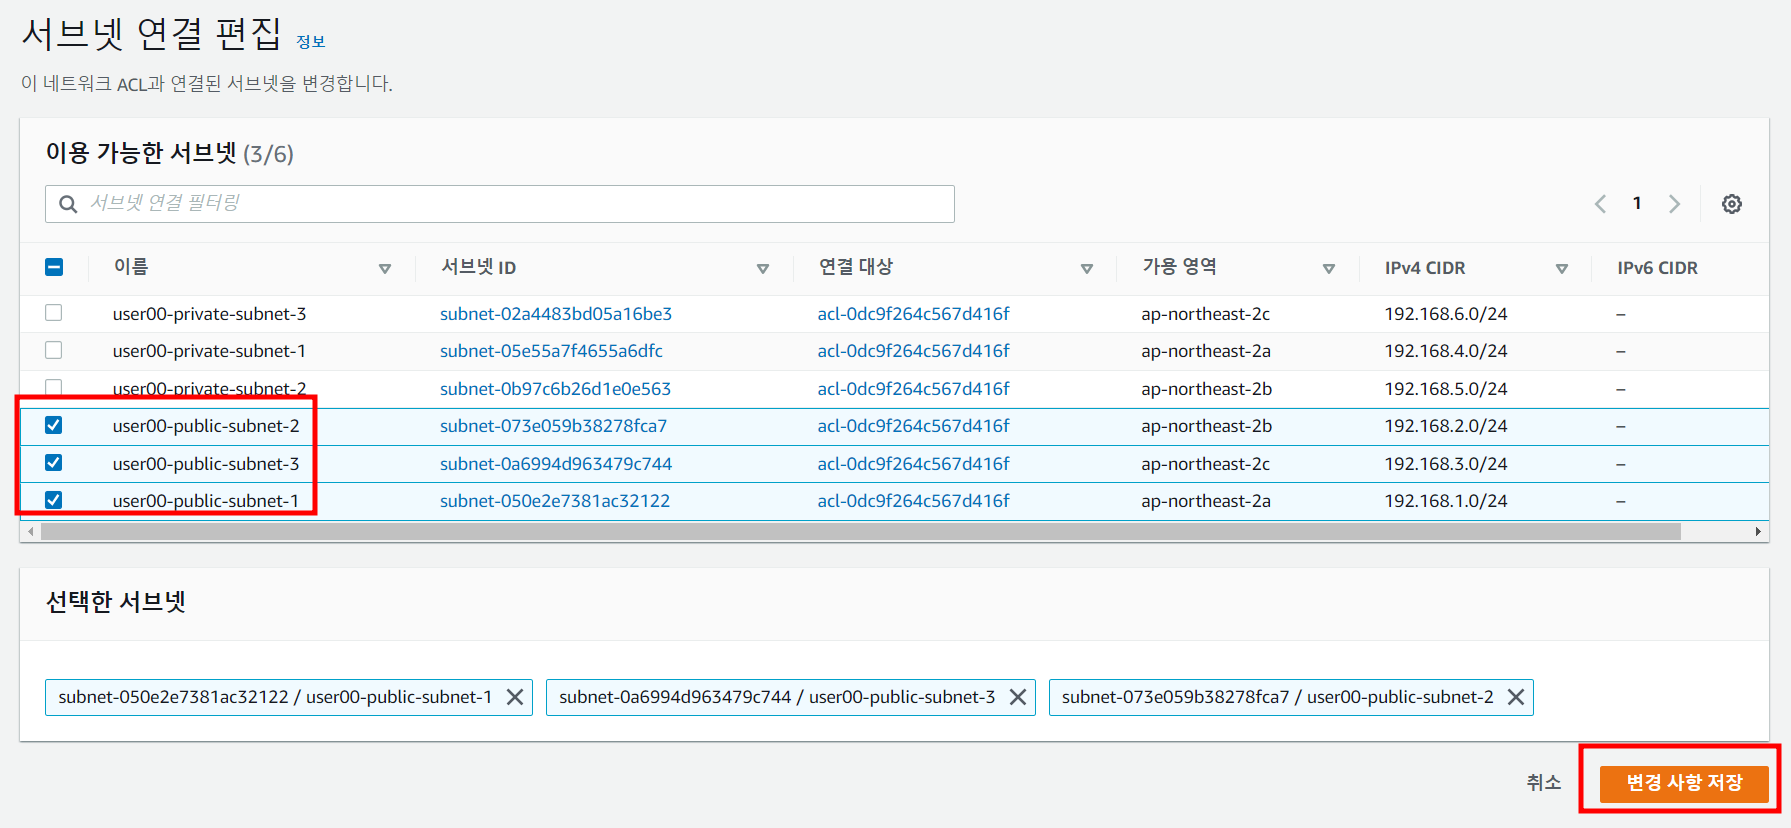 서브넷 연결 편집 정보
이 네트워크 ACL과 연결된 서브넷을 변경합니다.
이용 가능한 서브넷 (3/6)
서브넷 연결 필터링
1
이름 서브넷 ID 연결 대상 가용 영역 IPv4 CIDR IPv6 CIDR
user00-private-subnet-3 subnet-02a4483bd05a16be3 acl-0dc9f264c567d416f ap-northeast-2c 192.168.6.0/24 –
user00-private-subnet-1 subnet-05e55a7f4655a6dfc acl-0dc9f264c567d416f ap-northeast-2a 192.168.4.0/24 –
user00-private-subnet-2 subnet-0b97c6b26d1e0e563 acl-0dc9f264c567d416f ap-northeast-2b 192.168.5.0/24 –
user00-public-subnet-2 subnet-073e059b38278fca7 acl-0dc9f264c567d416f ap-northeast-2b 192.168.2.0/24 –
user00-public-subnet-3 subnet-0a6994d963479c744 acl-0dc9f264c567d416f ap-northeast-2c 192.168.3.0/24 –
user00-public-subnet-1 subnet-050e2e7381ac32122 acl-0dc9f264c567d416f ap-northeast-2a 192.168.1.0/24 –
선택한 서브넷
subnet-050e2e7381ac32122 / user00-public-subnet-1 subnet-0a6994d963479c744 / user00-public-subnet-3 subnet-073e059b38278fca7 / user00-public-subnet-2
취소 변경 사항 저장